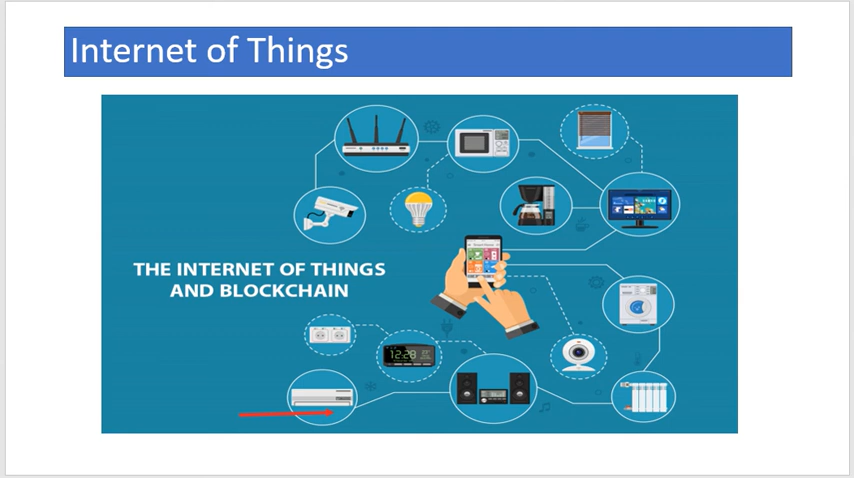 Internet of Things
THE INTERNET OF THINGS
AND BLOCKCHAIN
12:28